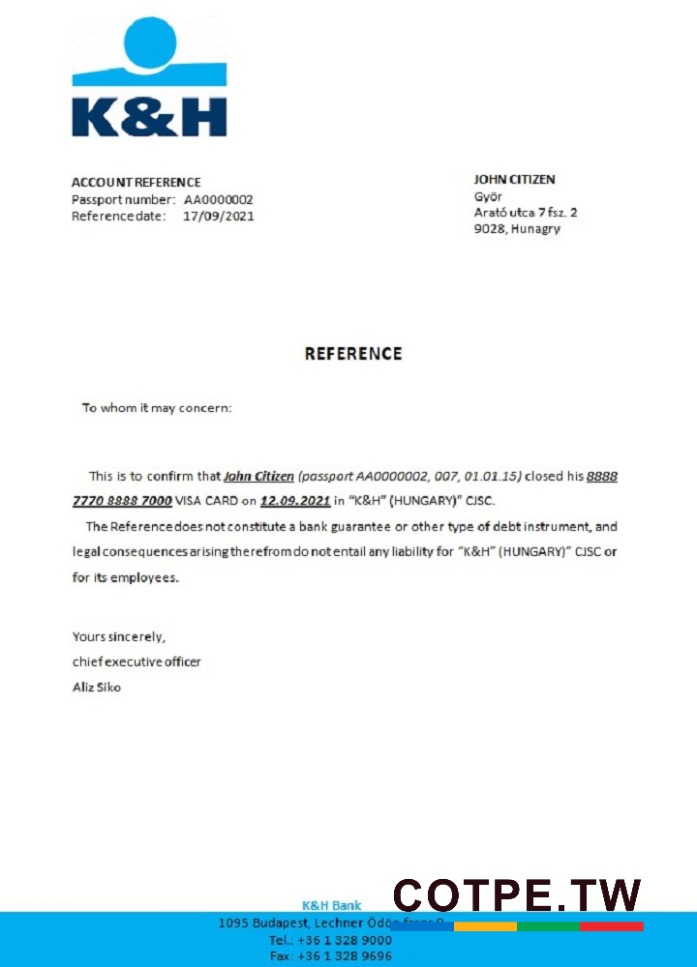 K&H
ACCOUNT REFERENCE
Passport number: AA0000002
Reference date: 17/09/2021
JOHN CITIZEN
Győr
Arató utca 7 fsz. 2
9028, Hunagry
REFERENCE
To whom it may concern:
This is to confirm that John Citizen (passport AA0000002, 007, 01.01.15) closed his 8888
7770 8888 7000 VISA CARD on 12.09.2021 in “K&H” (HUNGARY)” CJSC.
The Reference does not constitute a bank guarantee or other type of debt instrument, and
legal consequences arising therefrom do not entail any liability for “K&H” (HUNGARY)” CJSC or
for its employees.
Yours sincerely,
chief executive officer
Aliz Siko
K&H Bank
1095 Budapest, Lechner Ödön
Tel.: +36 1 328 9000
Fax: +36 1 328 9696
COTPE.TW